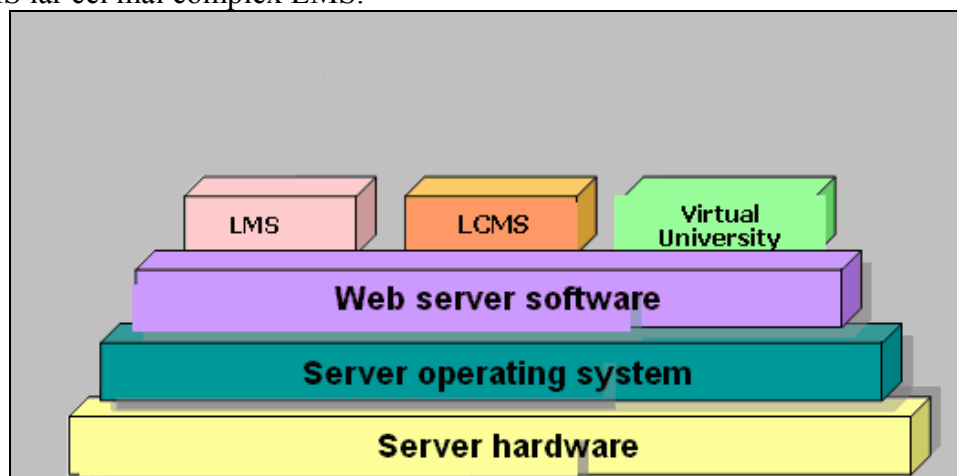 iar cel mai complex LMS.
LMS
LCMS
Virtual
University
Web server software
Server operating system
Server hardware